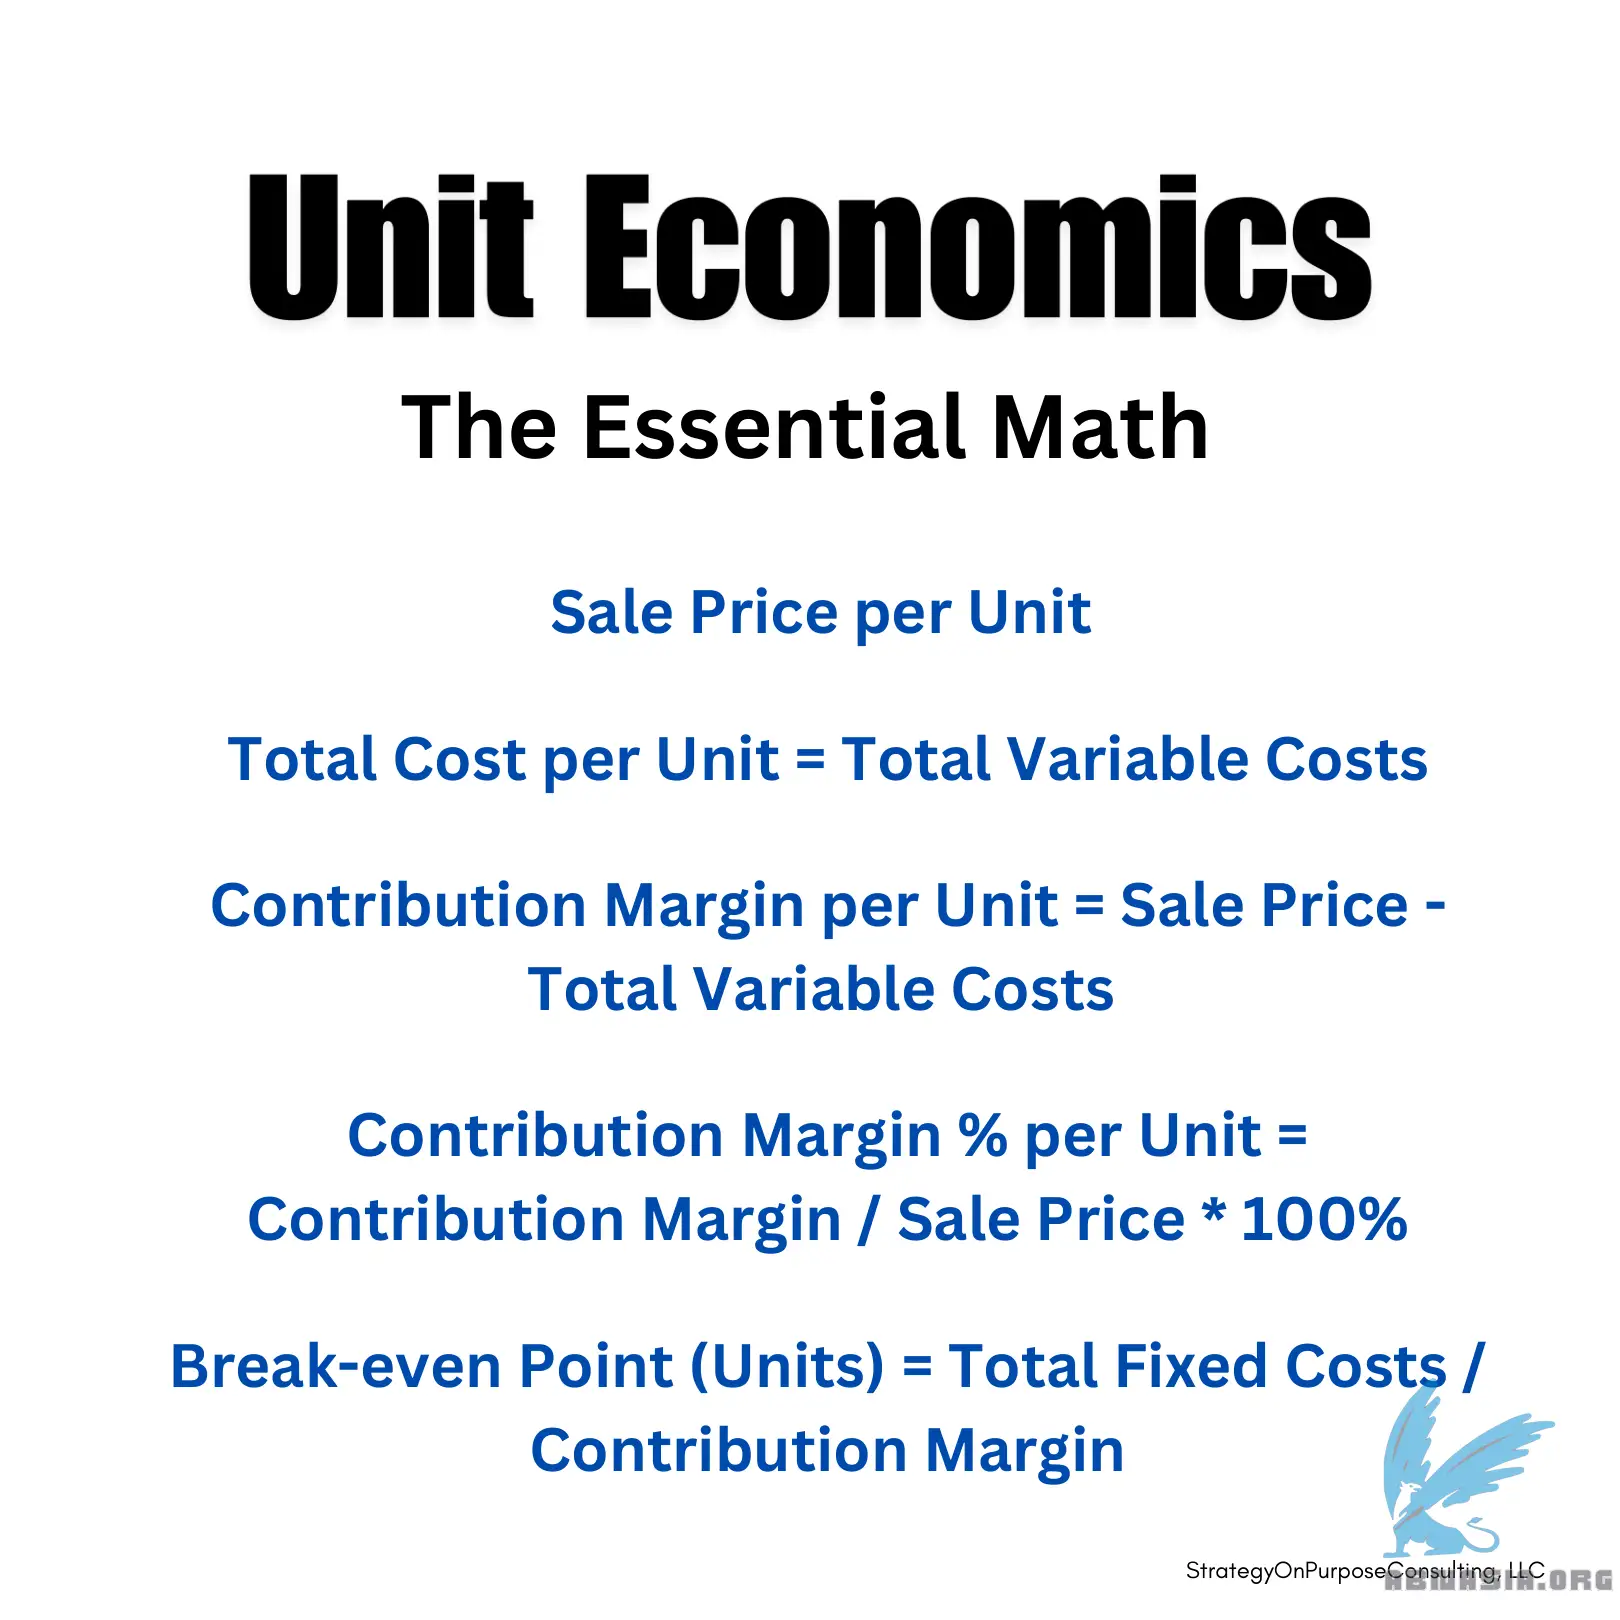 Unit Economics
The Essential Math
Sale Price per Unit
Total Cost per Unit = Total Variable Costs
Contribution Margin per Unit = Sale Price -
Total Variable Costs
Contribution Margin % per Unit =
Contribution Margin / Sale Price * 100%
Break-even Point (Units) = Total Fixed Costs /
Contribution Margin
StrategyOnPurposeConsulting, LLC
ABWASIA.ORG